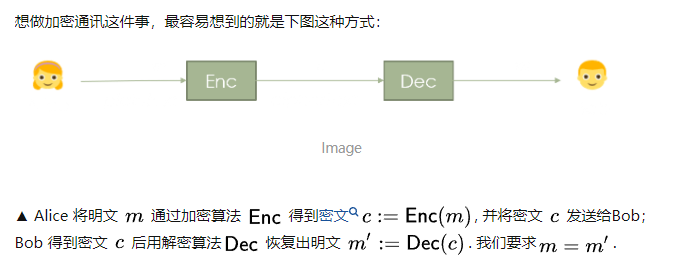 想做加密通讯这件事，最容易想到的就是下图这种方式：
Enc
Dec
Image
▲ Alice 将明文 m 通过加密算法 Enc 得到密文 c := Enc(m) , 并将密文 c 发送给Bob；
Bob 得到密文 c 后用解密算法 Dec 恢复出明文 m′ := Dec(c) . 我们要求 m = m′ .